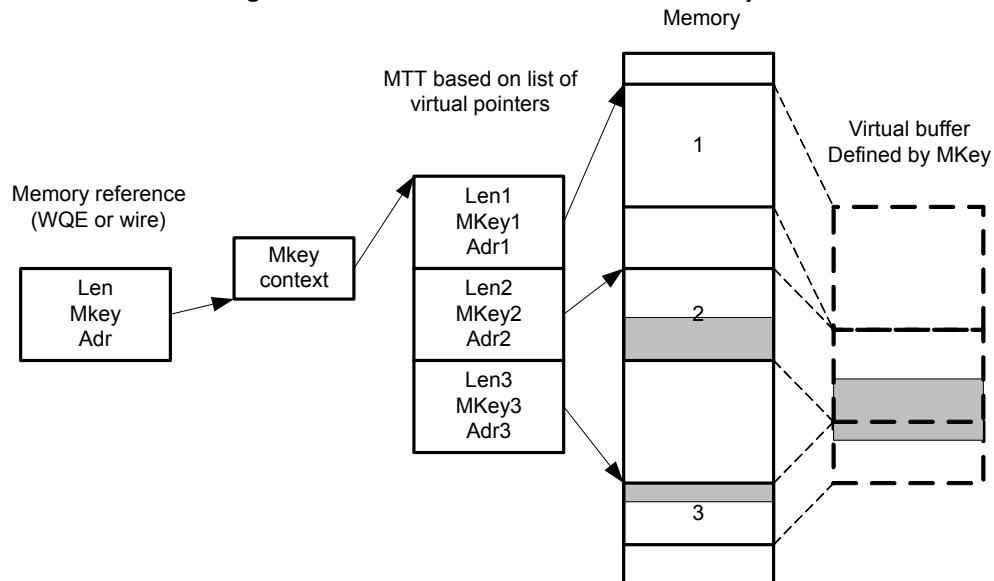 Memory
MTT based on list of
virtual pointers
1
Virtual buffer
Defined by MKey
Memory reference
(WQE or wire)
Len1
MKey1
Adr1
Mkey
context
Len
Mkey
Adr
Len2
MKey2
Adr2
2
Len3
MKey3
Adr3
3